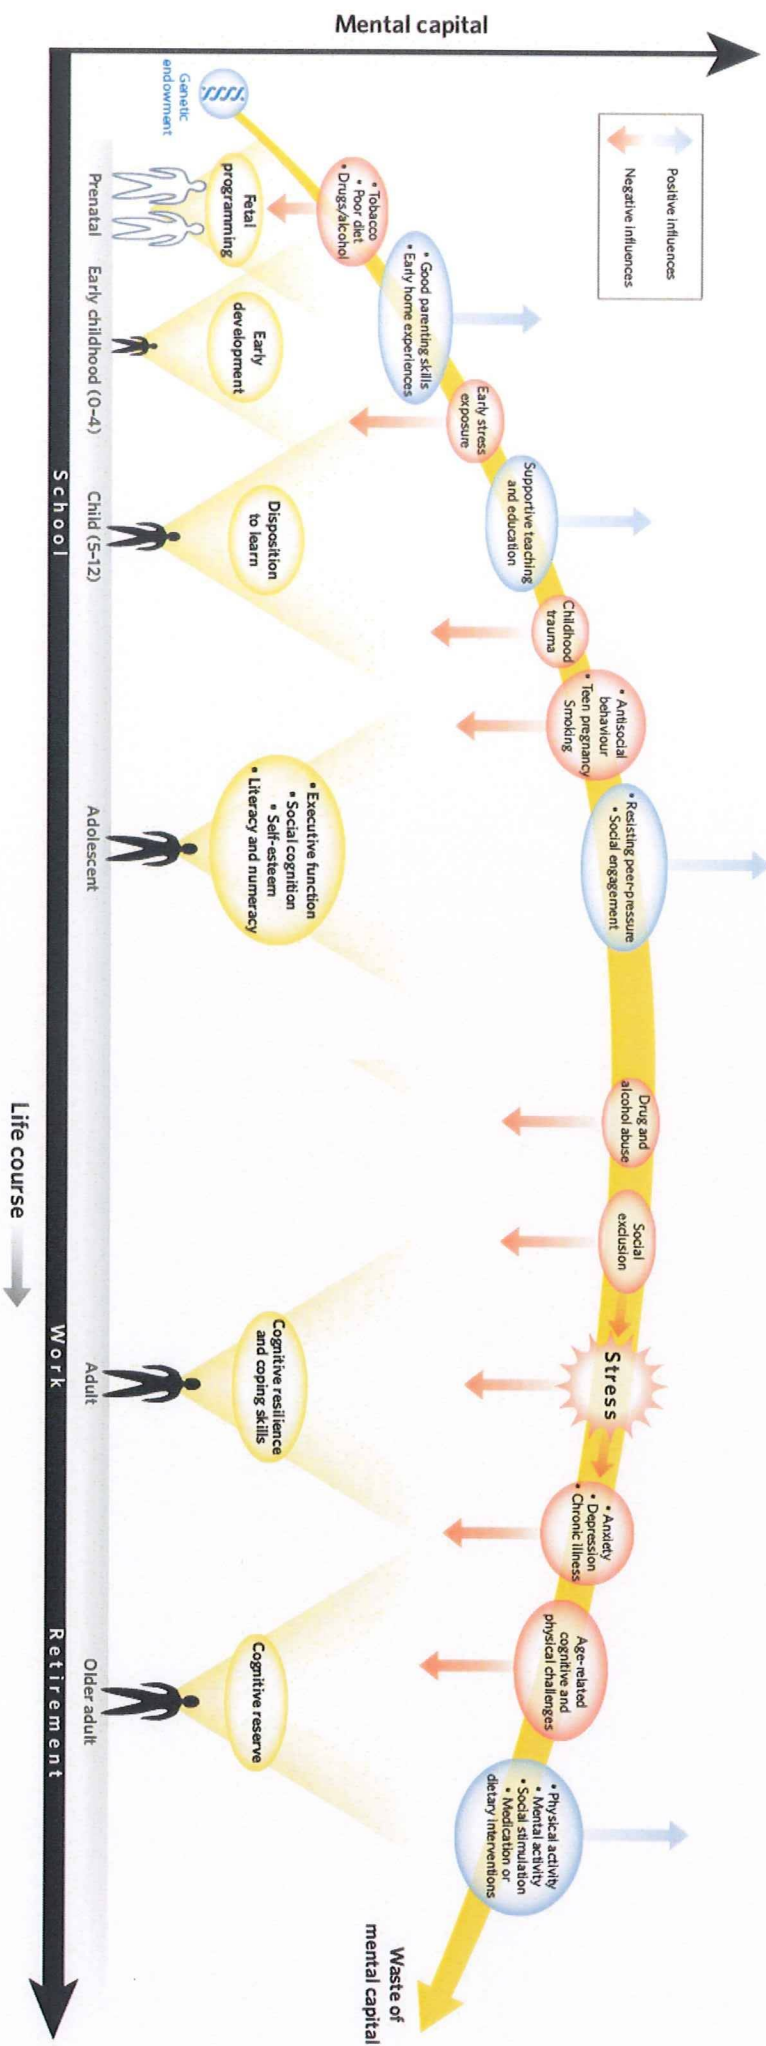 Mental capital
Positive influences
Negative influences
Genetic
endowment
• Tobacco
• Poor diet
• Drugs/alcohol
• Good parenting skills
• Early home experiences
Early stress
exposure
Supportive teaching
and education
Childhood
trauma
• Antisocial
behaviour
• Teen pregnancy
Smoking
• Resisting peer-pressure
• Social engagement
Drug and
alcohol abuse
Social
exclusion
Stress
• Anxiety
• Depression
• Chronic illness
Age-related
cognitive and
physical challenges
• Physical activity
• Mental activity
• Social stimulation
• Medication or
dietary interventions
Waste of
mental capital
Fetal
programming
Early
development
Disposition
to learn
• Executive function
• Social cognition
• Self-esteem
• Literacy and numeracy
Cognitive resilience
and coping skills
Cognitive reserve
Prenatal
Early childhood (0–4)
Child (5–12)
Adolescent
Adult
Older adult
School
Work
Retirement
Life course